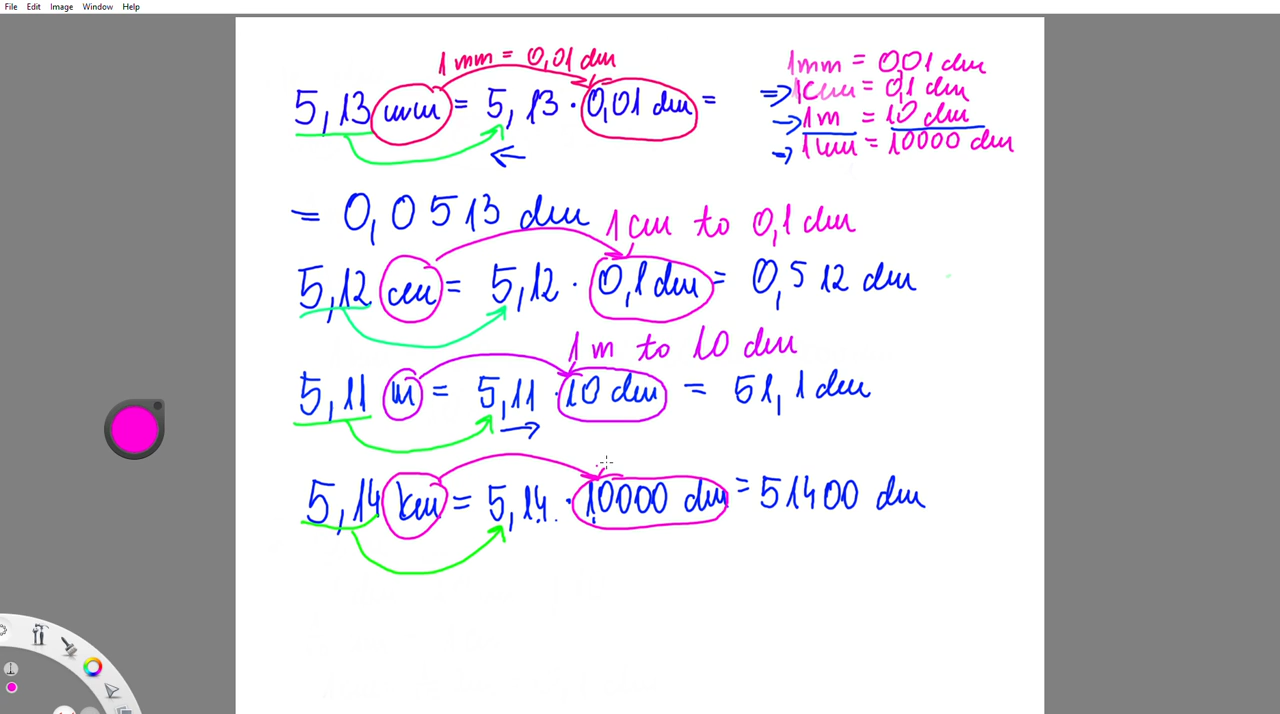 File Edit Image Window Help
1 mm = 0,01 dm
5,13 mm = 5,13 · 0,01 dm =
= 0,0513 dm
1mm = 001 dm
⇒ 1cm = 0,1 dm
→ 1m = 10 dm
→ 1km = 10000 dm
1 cm to 0,1 dm
5,12 cm = 5,12 · 0,1 dm = 0,512 dm
1 m to 10 dm
5,11 m = 5,11 · 10 dm = 51,1 dm
5,14 km = 5,14 · 10000 dm = 51400 dm